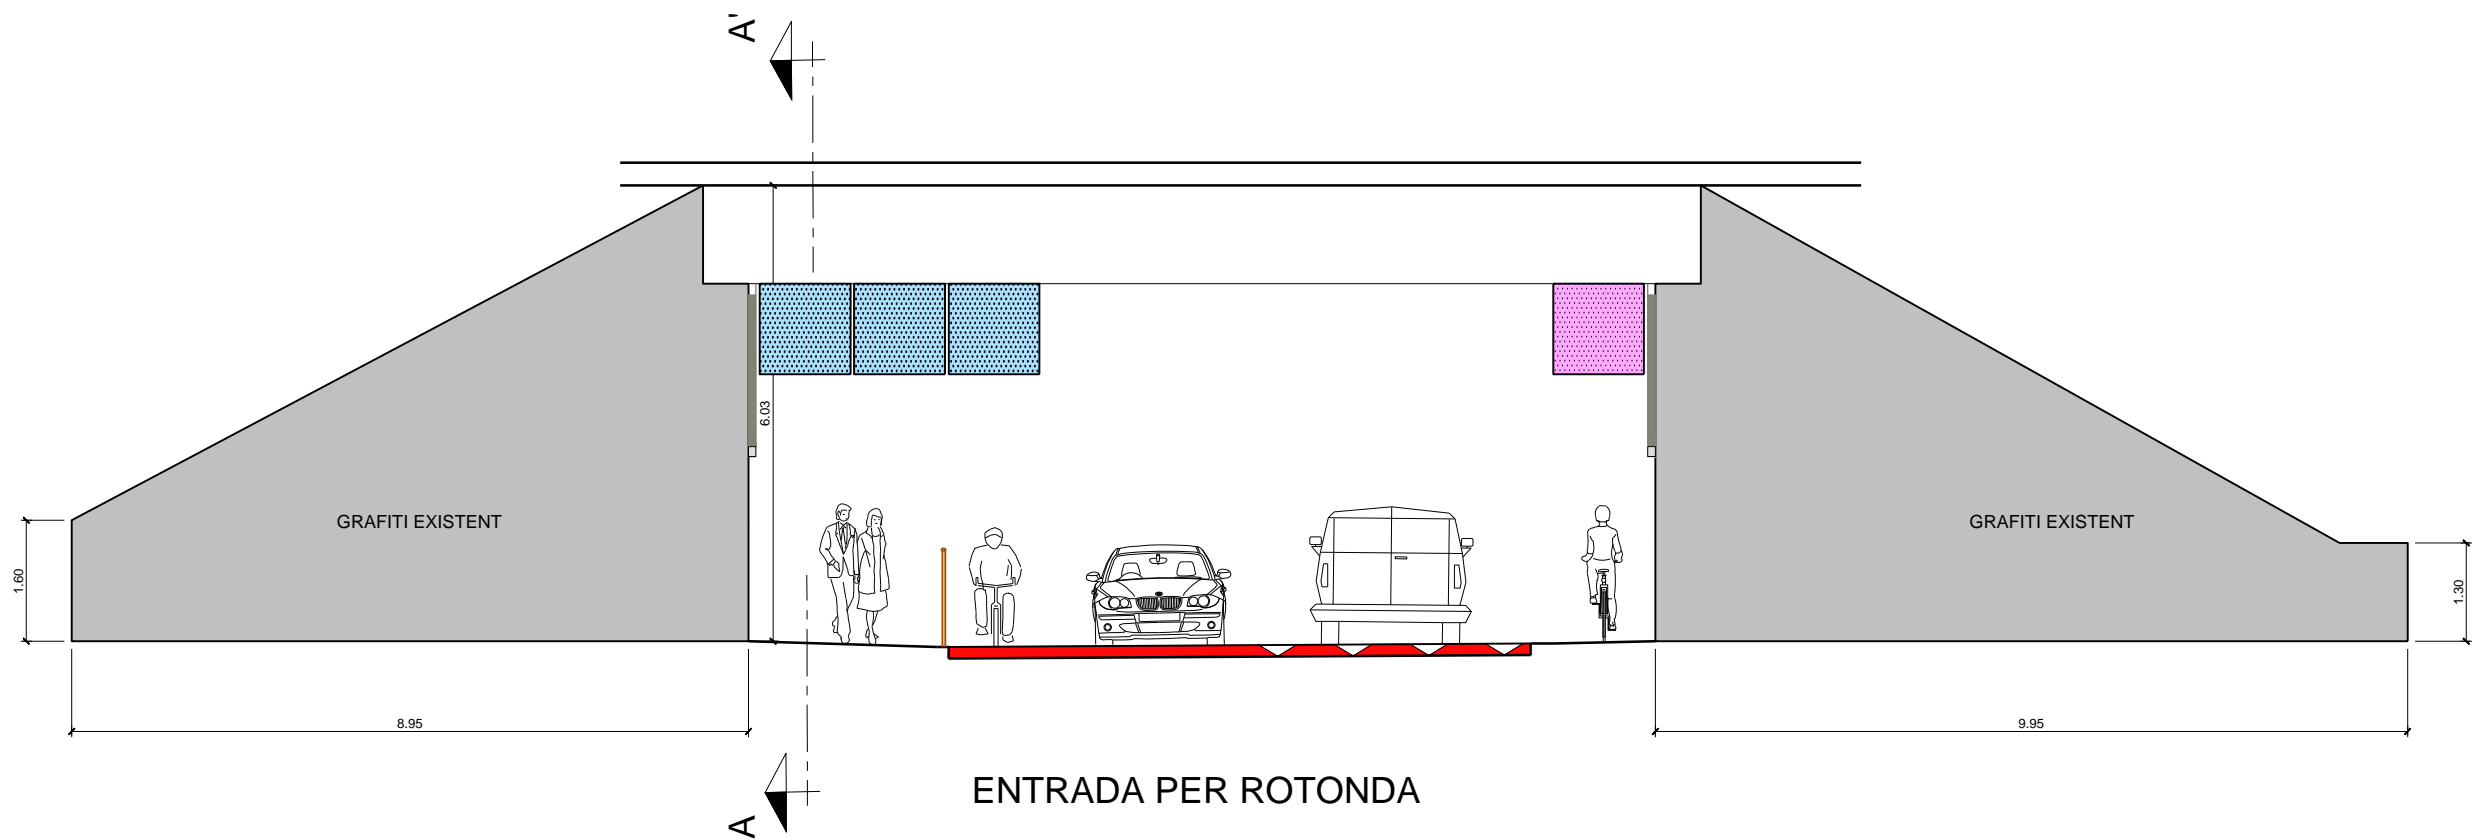 A'
6.03
GRAFITI EXISTENT
GRAFITI EXISTENT
1.60
1.30
8.95
9.95
ENTRADA PER ROTONDA
A